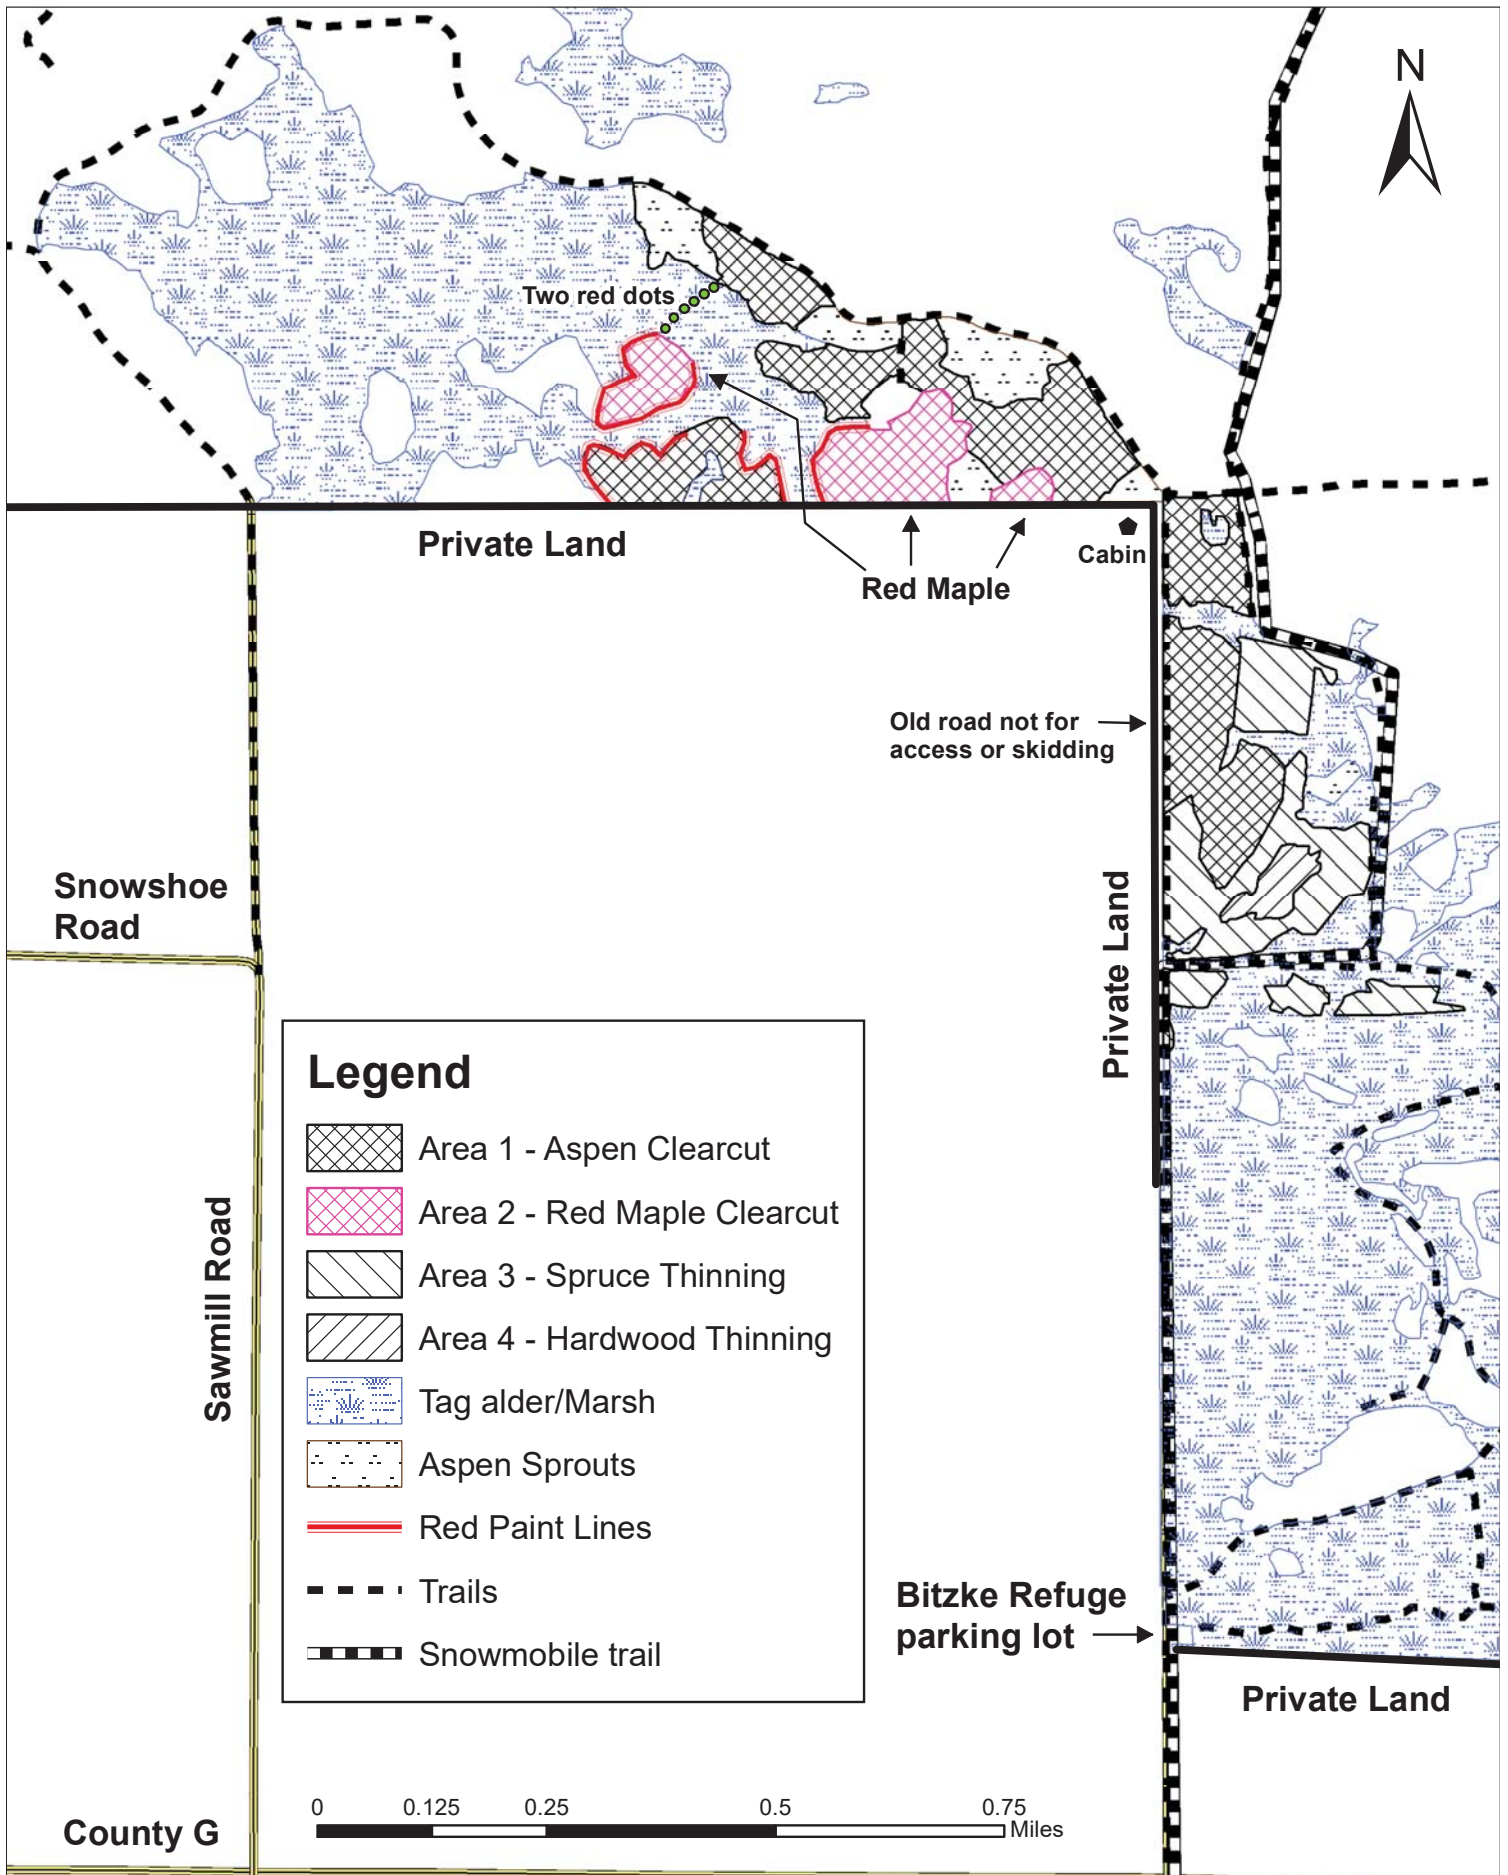 N
Two red dots
Private Land
Cabin
Red Maple
Old road not for
access or skidding
Snowshoe
Road
Private Land
Legend
Area 1 - Aspen Clearcut
Area 2 - Red Maple Clearcut
Area 3 - Spruce Thinning
Area 4 - Hardwood Thinning
Tag alder/Marsh
Aspen Sprouts
Red Paint Lines
Trails
Snowmobile trail
Sawmill Road
Bitzke Refuge
parking lot
Private Land
0 0.125 0.25 0.5 0.75
Miles
County G